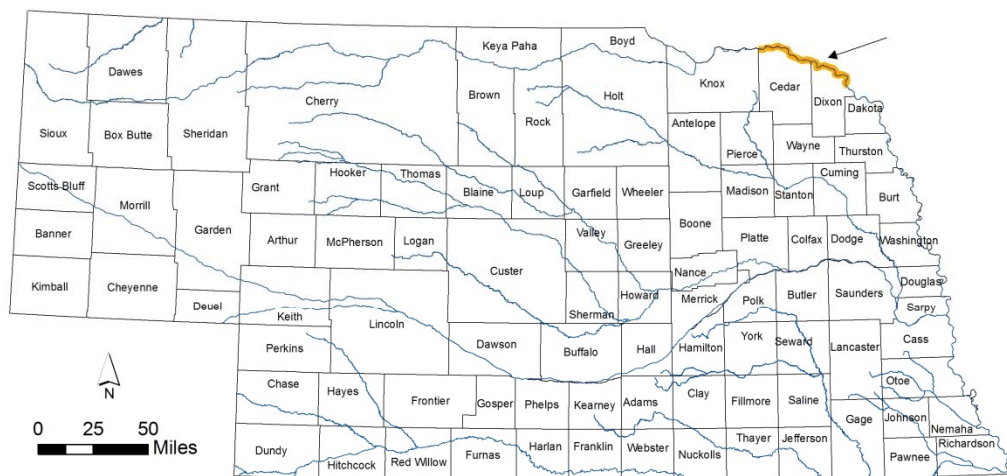 Boyd
Keya Paha
Dawes
Knox
Cedar
Cherry
Brown
Holt
Dixon
Dakota
Rock
Sioux
Box Butte
Sheridan
Antelope
Pierce
Wayne
Thurston
Scotts Bluff
Grant
Hooker
Thomas
Blaine
Loup
Garfield
Wheeler
Madison
Stanton
Cuming
Burt
Morrill
Garden
Boone
Banner
Arthur
McPherson
Logan
Valley
Greeley
Platte
Colfax
Dodge
Washington
Custer
Nance
Kimball
Cheyenne
Deuel
Keith
Lincoln
Sherman
Howard
Merrick
Polk
Butler
Saunders
Douglas
Sarpy
Perkins
Dawson
Buffalo
Hall
Hamilton
York
Seward
Lancaster
Cass
Chase
Hayes
Frontier
Gosper
Phelps
Kearney
Adams
Clay
Fillmore
Saline
Otoe
Gage
Johnson
Nemaha
Dundy
Hitchcock
Red Willow
Furnas
Harlan
Franklin
Webster
Nuckolls
Thayer
Jefferson
Pawnee
Richardson
N
0 25 50
Miles